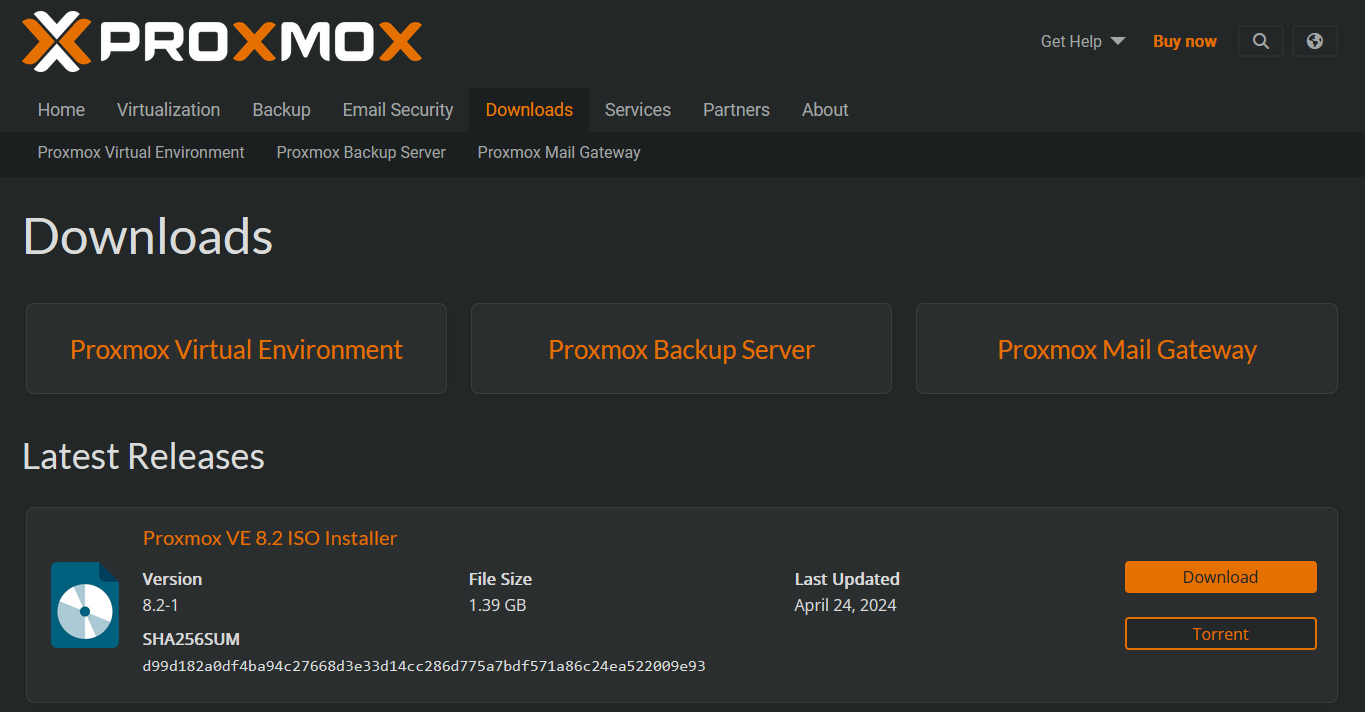 PROXMOX
Get Help
Buy now
Home Virtualization Backup Email Security Downloads Services Partners About
Proxmox Virtual Environment Proxmox Backup Server Proxmox Mail Gateway
Downloads
Proxmox Virtual Environment
Proxmox Backup Server
Proxmox Mail Gateway
Latest Releases
Proxmox VE 8.2 ISO Installer
Version
8.2-1
File Size
1.39 GB
Last Updated
April 24, 2024
SHA256SUM
d99d182a0df4ba94c27668d3e33d14cc286d775a7bdf571a86c24ea522009e93
Download
Torrent